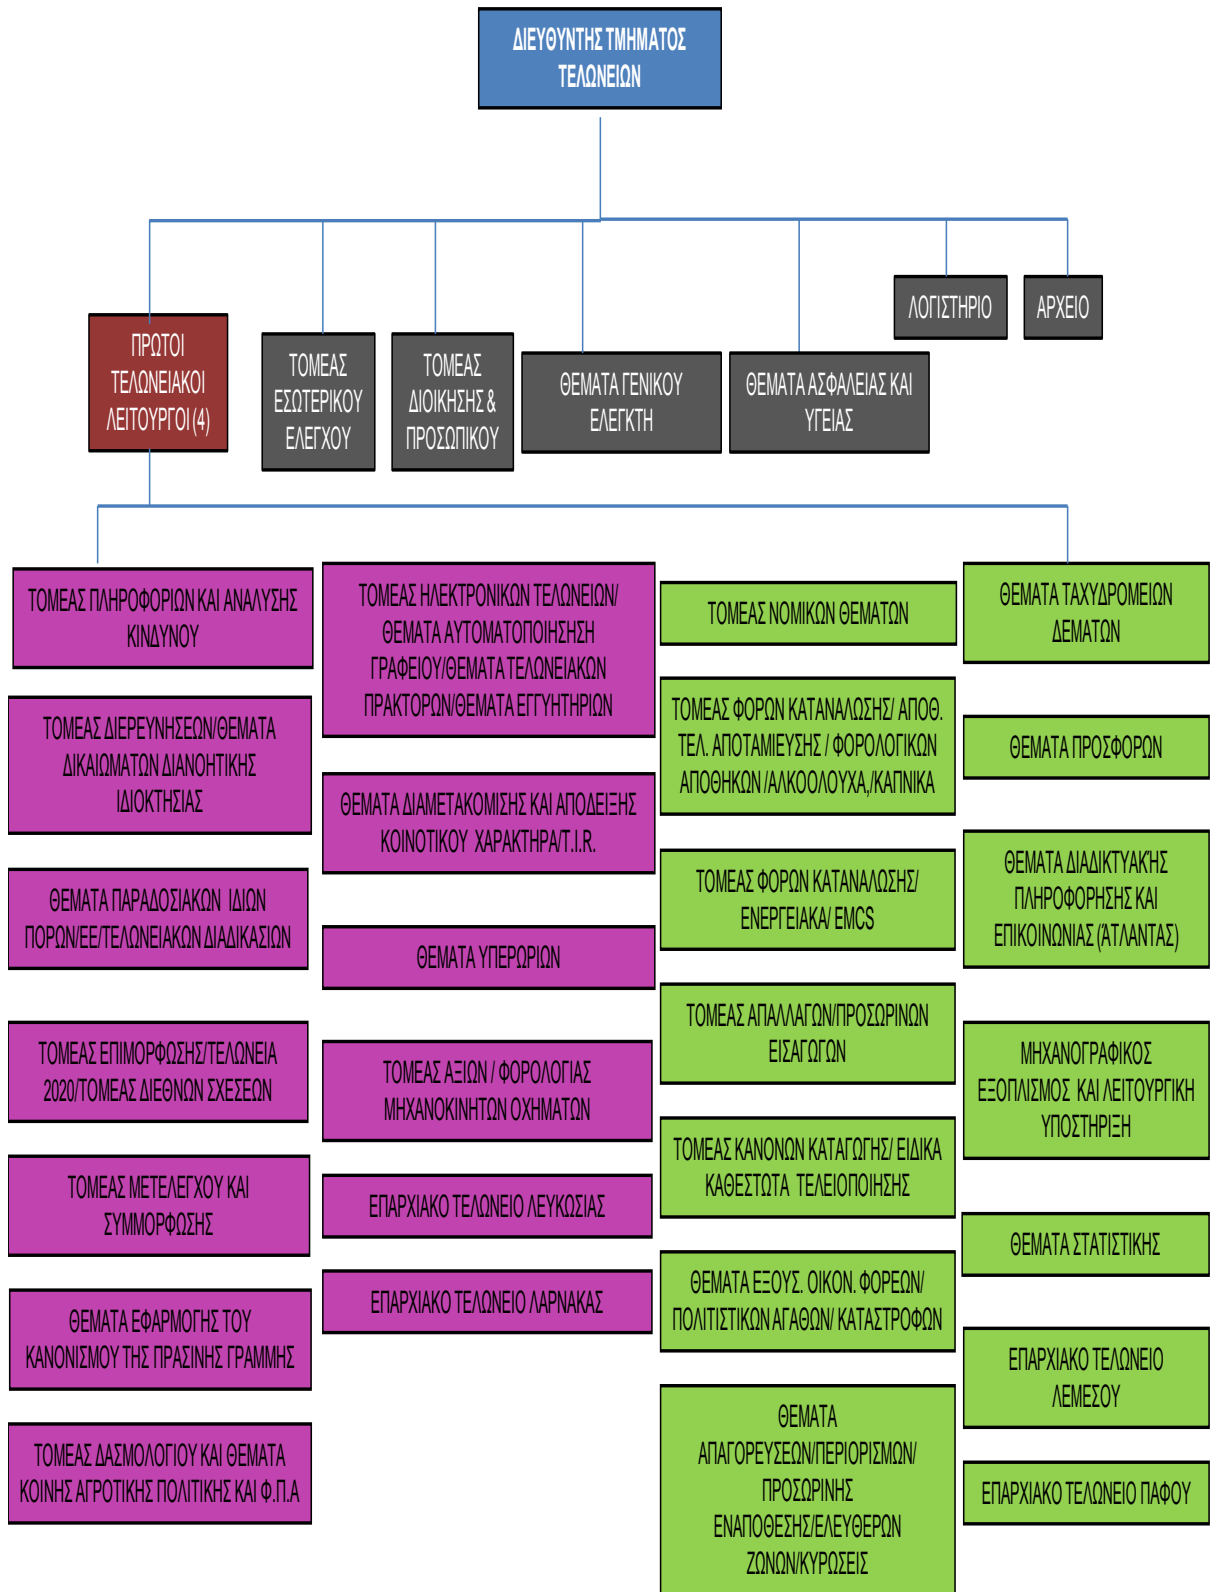 ΔΙΕΥΘΥΝΤΗΣ ΤΜΗΜΑΤΟΣ
ΤΕΛΩΝΕΙΩΝ
ΠΡΩΤΟΙ
ΤΕΛΩΝΕΙΑΚΟΙ
ΛΕΙΤΟΥΡΓΟΙ (4)
ΤΟΜΕΑΣ
ΕΣΩΤΕΡΙΚΟΥ
ΕΛΕΓΧΟΥ
ΤΟΜΕΑΣ
ΔΙΟΙΚΗΣΗΣ &
ΠΡΟΣΩΠΙΚΟΥ
ΘΕΜΑΤΑ ΓΕΝΙΚΟΥ
ΕΛΕΓΚΤΗ
ΘΕΜΑΤΑ ΑΣΦΑΛΕΙΑΣ ΚΑΙ
ΥΓΕΙΑΣ
ΛΟΓΙΣΤΗΡΙΟ
ΑΡΧΕΙΟ
ΤΟΜΕΑΣ ΠΛΗΡΟΦΟΡΙΩΝ ΚΑΙ ΑΝΑΛΥΣΗΣ
ΚΙΝΔΥΝΟΥ
ΤΟΜΕΑΣ ΔΙΕΡΕΥΝΗΣΕΩΝ/ΘΕΜΑΤΑ
ΔΙΚΑΙΩΜΑΤΩΝ ΔΙΑΝΟΗΤΙΚΗΣ
ΙΔΙΟΚΤΗΣΙΑΣ
ΘΕΜΑΤΑ ΠΑΡΑΔΟΣΙΑΚΩΝ ΙΔΙΩΝ
ΠΟΡΩΝ/ΕΕ/ΤΕΛΩΝΕΙΑΚΩΝ ΔΙΑΔΙΚΑΣΙΩΝ
ΤΟΜΕΑΣ ΕΠΙΜΟΡΦΩΣΗΣ/ΤΕΛΩΝΕΙΑ
2020/ΤΟΜΕΑΣ ΔΙΕΘΝΩΝ ΣΧΕΣΕΩΝ
ΤΟΜΕΑΣ ΜΕΤΕΛΕΓΧΟΥ ΚΑΙ
ΣΥΜΜΟΡΦΩΣΗΣ
ΘΕΜΑΤΑ ΕΦΑΡΜΟΓΗΣ ΤΟΥ
ΚΑΝΟΝΙΣΜΟΥ ΤΗΣ ΠΡΑΣΙΝΗΣ ΓΡΑΜΜΗΣ
ΤΟΜΕΑΣ ΔΑΣΜΟΛΟΓΙΟΥ ΚΑΙ ΘΕΜΑΤΑ
ΚΟΙΝΗΣ ΑΓΡΟΤΙΚΗΣ ΠΟΛΙΤΙΚΗΣ ΚΑΙ Φ.Π.Α
ΤΟΜΕΑΣ ΗΛΕΚΤΡΟΝΙΚΩΝ ΤΕΛΩΝΕΙΩΝ/
ΘΕΜΑΤΑ ΑΥΤΟΜΑΤΟΠΟΙΗΣΗΣΗ
ΓΡΑΦΕΙΟΥ/ΘΕΜΑΤΑ ΤΕΛΩΝΕΙΑΚΩΝ
ΠΡΑΚΤΟΡΩΝ/ΘΕΜΑΤΑ ΕΓΓΥΗΤΗΡΙΩΝ
ΘΕΜΑΤΑ ΔΙΑΜΕΤΑΚΟΜΙΣΗΣ ΚΑΙ ΑΠΟΔΕΙΞΗΣ
ΚΟΙΝΟΤΙΚΟΥ ΧΑΡΑΚΤΗΡΑ/T.I.R.
ΘΕΜΑΤΑ ΥΠΕΡΩΡΙΩΝ
ΤΟΜΕΑΣ ΑΞΙΩΝ / ΦΟΡΟΛΟΓΙΑΣ
ΜΗΧΑΝΟΚΙΝΗΤΩΝ ΟΧΗΜΑΤΩΝ
ΕΠΑΡΧΙΑΚΟ ΤΕΛΩΝΕΙΟ ΛΕΥΚΩΣΙΑΣ
ΕΠΑΡΧΙΑΚΟ ΤΕΛΩΝΕΙΟ ΛΑΡΝΑΚΑΣ
ΤΟΜΕΑΣ ΝΟΜΙΚΩΝ ΘΕΜΑΤΩΝ
ΤΟΜΕΑΣ ΦΟΡΩΝ ΚΑΤΑΝΑΛΩΣΗΣ/ ΑΠΟΘ.
ΤΕΛ. ΑΠΟΤΑΜΙΕΥΣΗΣ / ΦΟΡΟΛΟΓΙΚΩΝ
ΑΠΟΘΗΚΩΝ /ΑΛΚΟΟΛΟΥΧΑ,/ΚΑΠΝΙΚΑ
ΤΟΜΕΑΣ ΦΟΡΩΝ ΚΑΤΑΝΑΛΩΣΗΣ/
ΕΝΕΡΓΕΙΑΚΑ/ EMCS
ΤΟΜΕΑΣ ΑΠΑΛΛΑΓΩΝ/ΠΡΟΣΩΡΙΝΩΝ
ΕΙΣΑΓΩΓΩΝ
ΤΟΜΕΑΣ ΚΑΝΟΝΩΝ ΚΑΤΑΓΩΓΗΣ/ ΕΙΔΙΚΑ
ΚΑΘΕΣΤΩΤΑ ΤΕΛΕΙΟΠΟΙΗΣΗΣ
ΘΕΜΑΤΑ ΕΞΟΥΣ. ΟΙΚΟΝ. ΦΟΡΕΩΝ/
ΠΟΛΙΤΙΣΤΙΚΩΝ ΑΓΑΘΩΝ/ ΚΑΤΑΣΤΡΟΦΩΝ
ΘΕΜΑΤΑ
ΑΠΑΓΟΡΕΥΣΕΩΝ/ΠΕΡΙΟΡΙΣΜΩΝ/
ΠΡΟΣΩΡΙΝΗΣ
ΕΝΑΠΟΘΕΣΗΣ/ΕΛΕΥΘΕΡΩΝ
ΖΩΝΩΝ/ΚΥΡΩΣΕΙΣ
ΘΕΜΑΤΑ ΤΑΧΥΔΡΟΜΕΙΩΝ
ΔΕΜΑΤΩΝ
ΘΕΜΑΤΑ ΠΡΟΣΦΟΡΩΝ
ΘΕΜΑΤΑ ΔΙΑΔΙΚΤΥΑΚΉΣ
ΠΛΗΡΟΦΟΡΗΣΗΣ ΚΑΙ
ΕΠΙΚΟΙΝΩΝΙΑΣ (ΆΤΛΑΝΤΑΣ)
ΜΗΧΑΝΟΓΡΑΦΙΚΟΣ
ΕΞΟΠΛΙΣΜΟΣ ΚΑΙ ΛΕΙΤΟΥΡΓΙΚΗ
ΥΠΟΣΤΗΡΙΞΗ
ΘΕΜΑΤΑ ΣΤΑΤΙΣΤΙΚΗΣ
ΕΠΑΡΧΙΑΚΟ ΤΕΛΩΝΕΙΟ
ΛΕΜΕΣΟΥ
ΕΠΑΡΧΙΑΚΟ ΤΕΛΩΝΕΙΟ ΠΑΦΟΥ